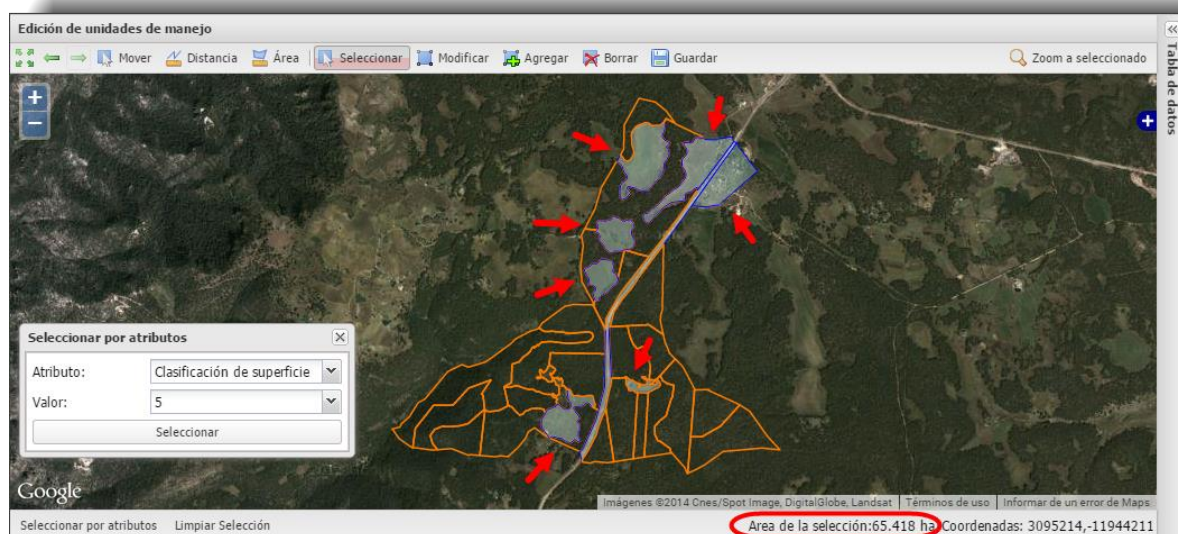 Edición de unidades de manejo
Mover Distancia Área Seleccionar Modificar Agregar Borrar Guardar Zoom a seleccionado
Tabla de datos
Seleccionar por atributos
Atributo: Clasificación de superficie
Valor: 5
Seleccionar
Google
Imágenes ©2014 Cnes/Spot Image, DigitalGlobe, Landsat Términos de uso Informar de un error de Maps
Seleccionar por atributos Limpiar Selección Area de la selección:65.418 ha Coordenadas: 3095214,-11944211